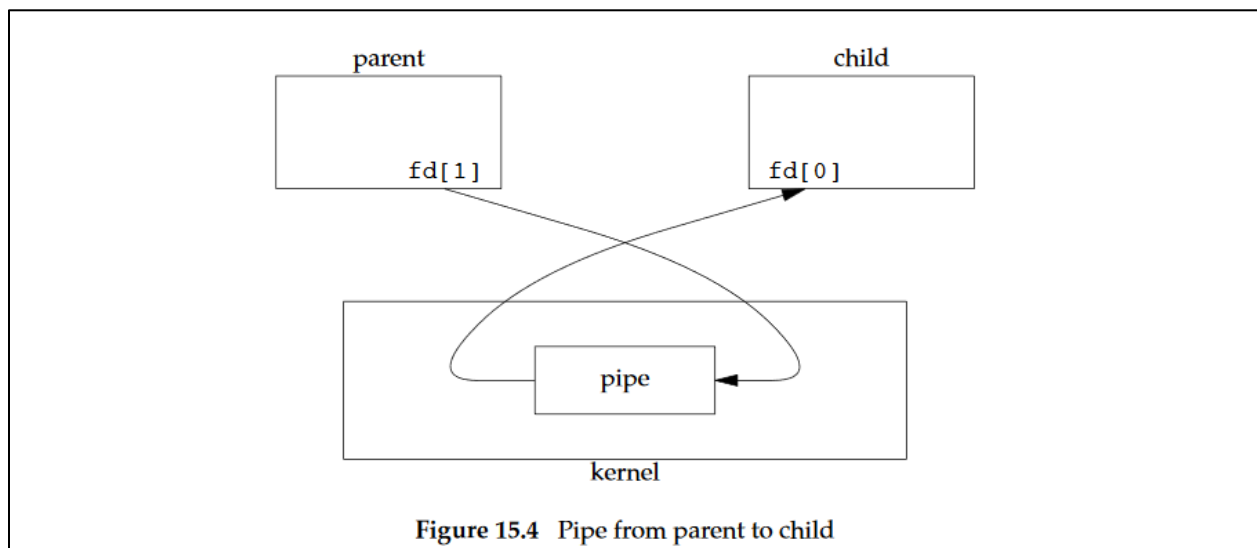 parent
child
fd[1]
fd[0]
pipe
kernel
Figure 15.4 Pipe from parent to child